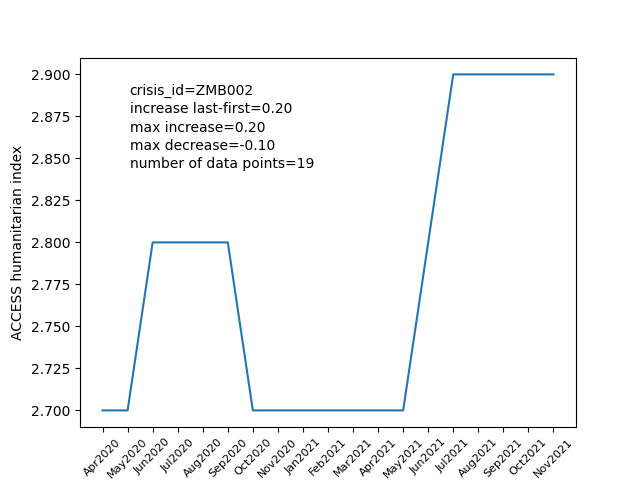 crisis_id=ZMB002
increase last-first=0.20
max increase=0.20
max decrease=-0.10
number of data points=19
ACCESS humanitarian index
2.900
2.875
2.850
2.825
2.800
2.775
2.750
2.725
2.700
Apr2020
May2020
Jun2020
Jul2020
Aug2020
Sep2020
Oct2020
Nov2020
Jan2021
Feb2021
Mar2021
Apr2021
May2021
Jun2021
Jul2021
Aug2021
Sep2021
Oct2021
Nov2021